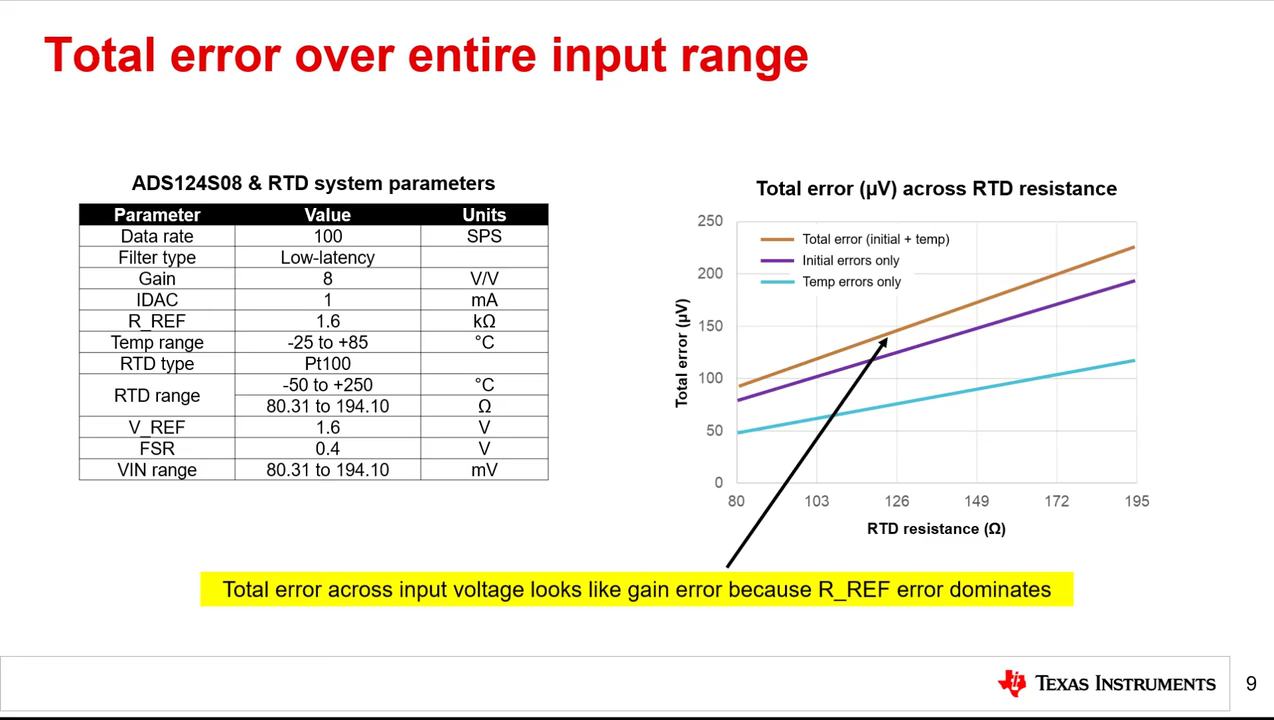 Total error over entire input range
ADS124S08 & RTD system parameters
Parameter Value Units
Data rate 100 SPS
Filter type Low-latency
Gain 8 V/V
IDAC 1 mA
R_REF 1.6 kΩ
Temp range -25 to +85 °C
RTD type Pt100
RTD range -50 to +250 °C
80.31 to 194.10 Ω
V_REF 1.6 V
FSR 0.4 V
VIN range 80.31 to 194.10 mV
Total error (µV) across RTD resistance
Total error (µV)
250
200
150
100
50
0
Total error (initial + temp)
Initial errors only
Temp errors only
80 103 126 149 172 195
RTD resistance (Ω)
Total error across input voltage looks like gain error because R_REF error dominates
TEXAS INSTRUMENTS
9